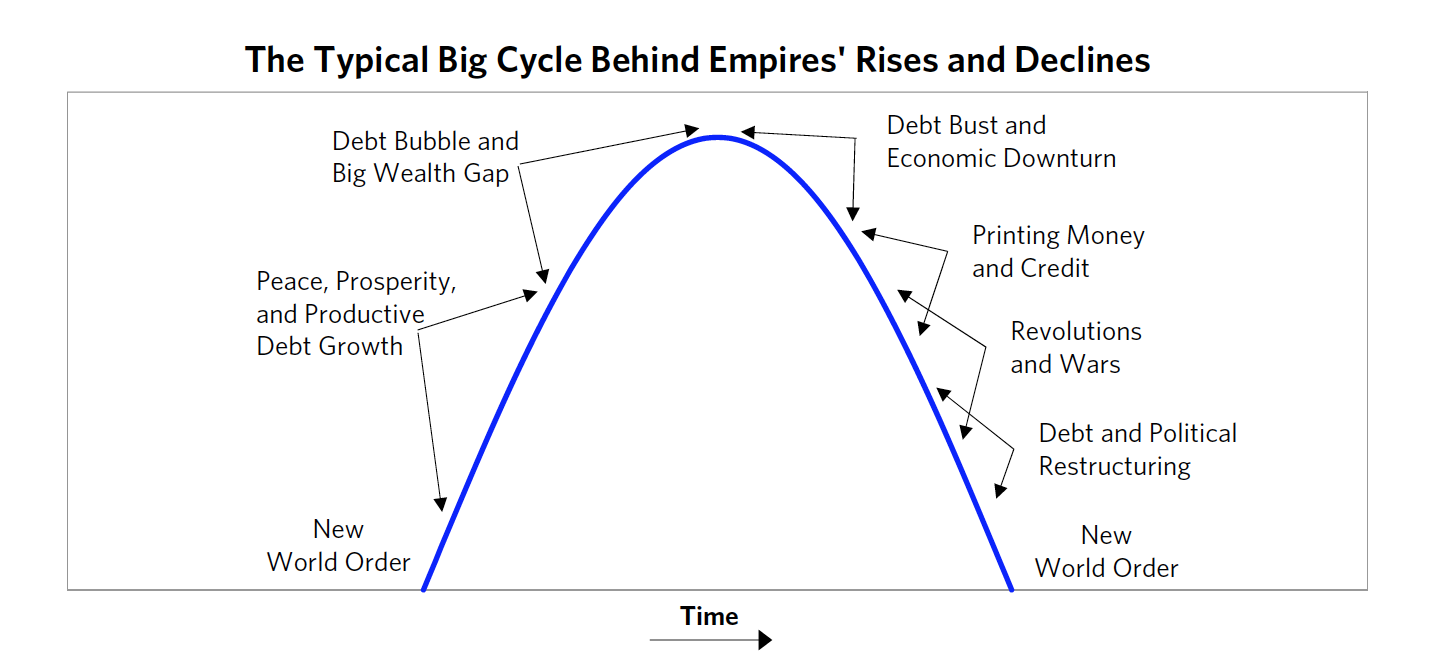 The Typical Big Cycle Behind Empires' Rises and Declines
Debt Bubble and
Big Wealth Gap
Debt Bust and
Economic Downturn
Peace, Prosperity,
and Productive
Debt Growth
Printing Money
and Credit
Revolutions
and Wars
Debt and Political
Restructuring
New
World Order
New
World Order
Time